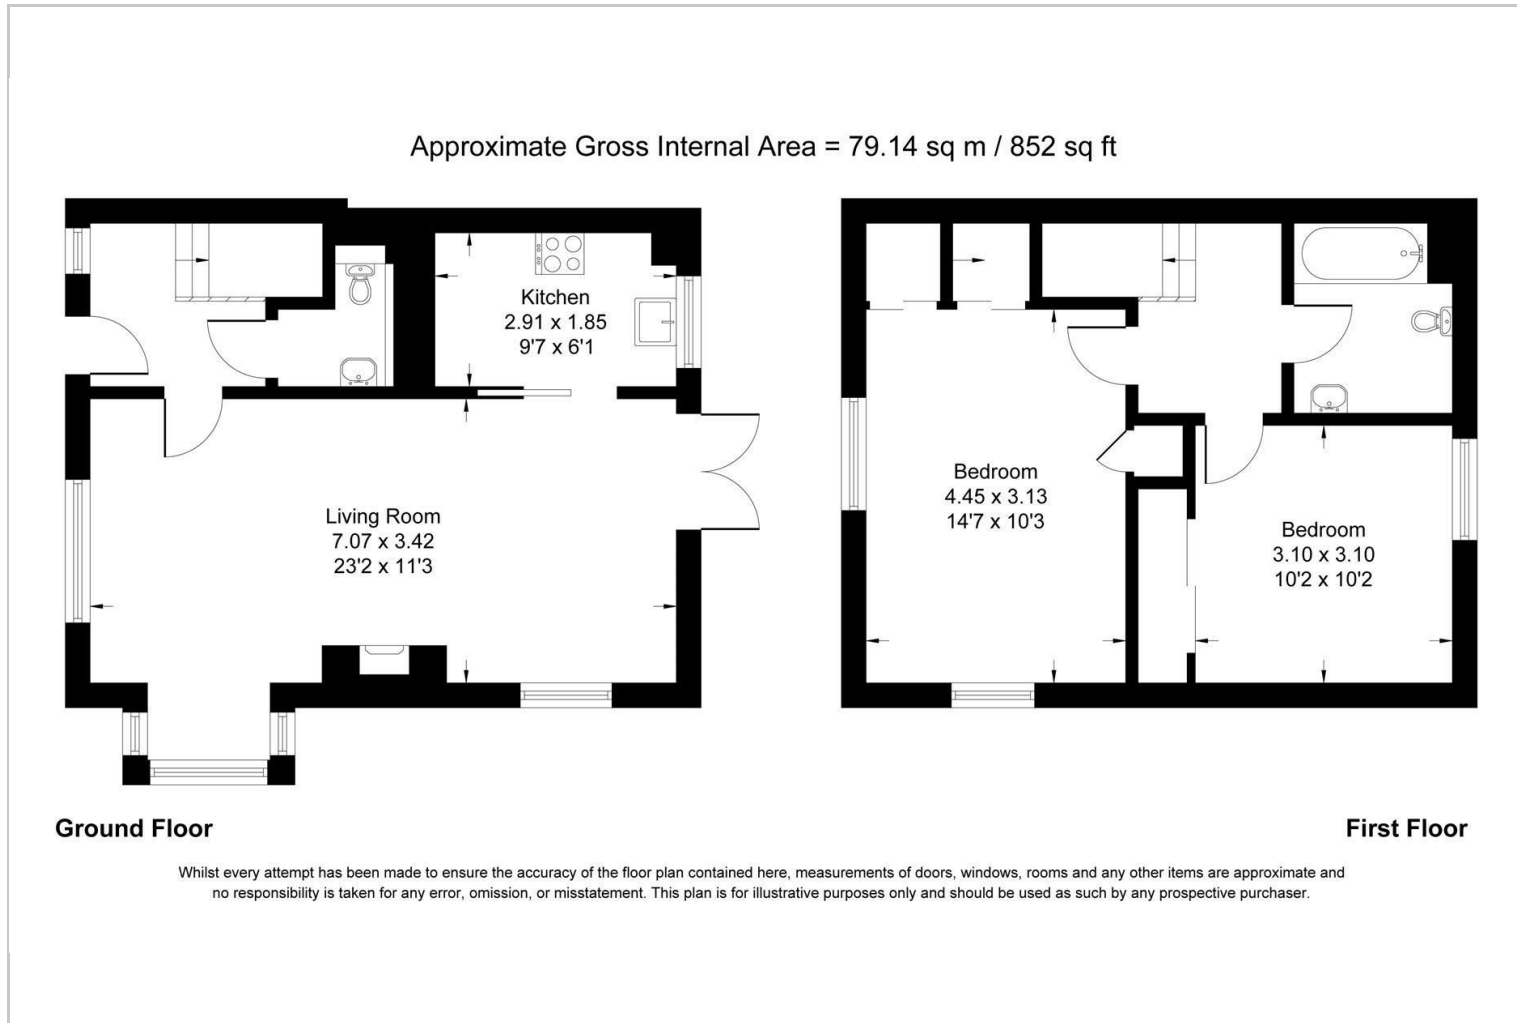 Approximate Gross Internal Area = 79.14 sq m / 852 sq ft
Kitchen
2.91 x 1.85
9'7 x 6'1
Living Room
7.07 x 3.42
23'2 x 11'3
Bedroom
4.45 x 3.13
14'7 x 10'3
Bedroom
3.10 x 3.10
10'2 x 10'2
Ground Floor
First Floor
Whilst every attempt has been made to ensure the accuracy of the floor plan contained here, measurements of doors, windows, rooms and any other items are approximate and
no responsibility is taken for any error, omission, or misstatement. This plan is for illustrative purposes only and should be used as such by any prospective purchaser.